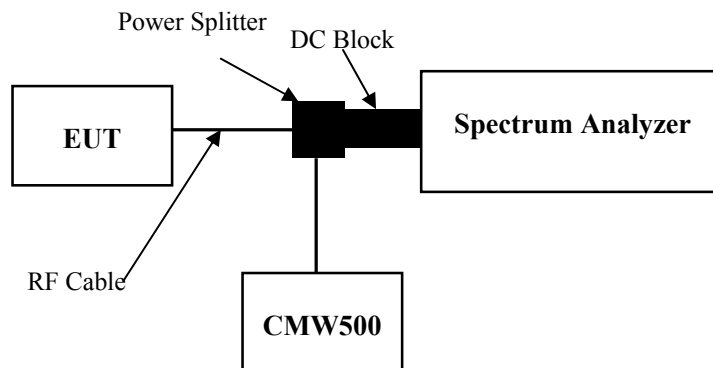 Power Splitter
DC Block
EUT
Spectrum Analyzer
RF Cable
CMW500